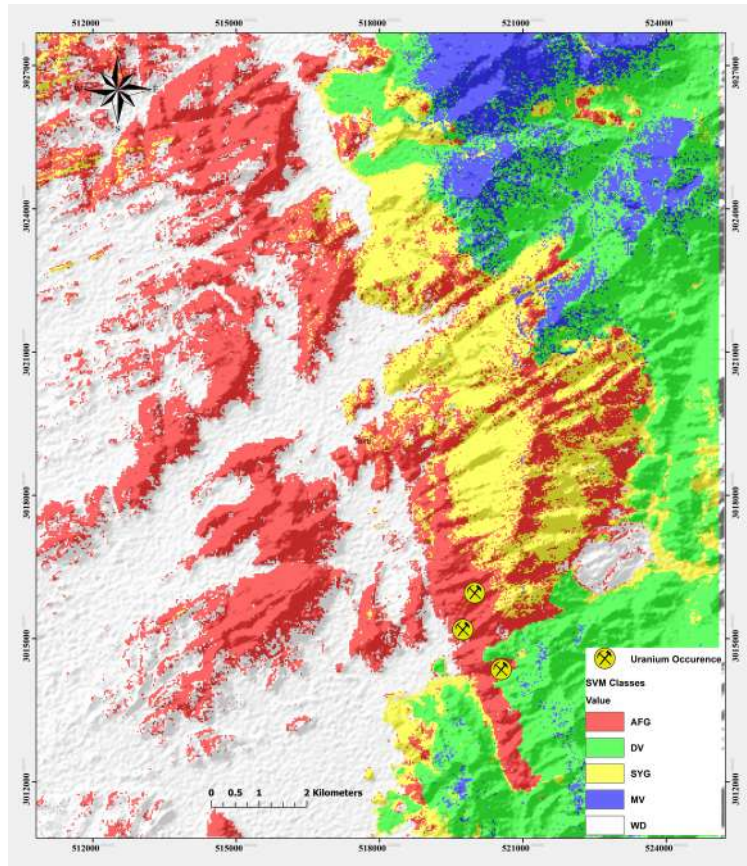 512000 515000 518000 521000 524000
3027000 3027000
3024000 3024000
3021000 3021000
3018000 3018000
3015000 3015000
3012000 3012000
S
Uranium Occurence
SVM Classes
Value
AFG
DV
SYG
MV
WD
0 0.5 1 2 Kilometers
512000 515000 518000 521000 524000